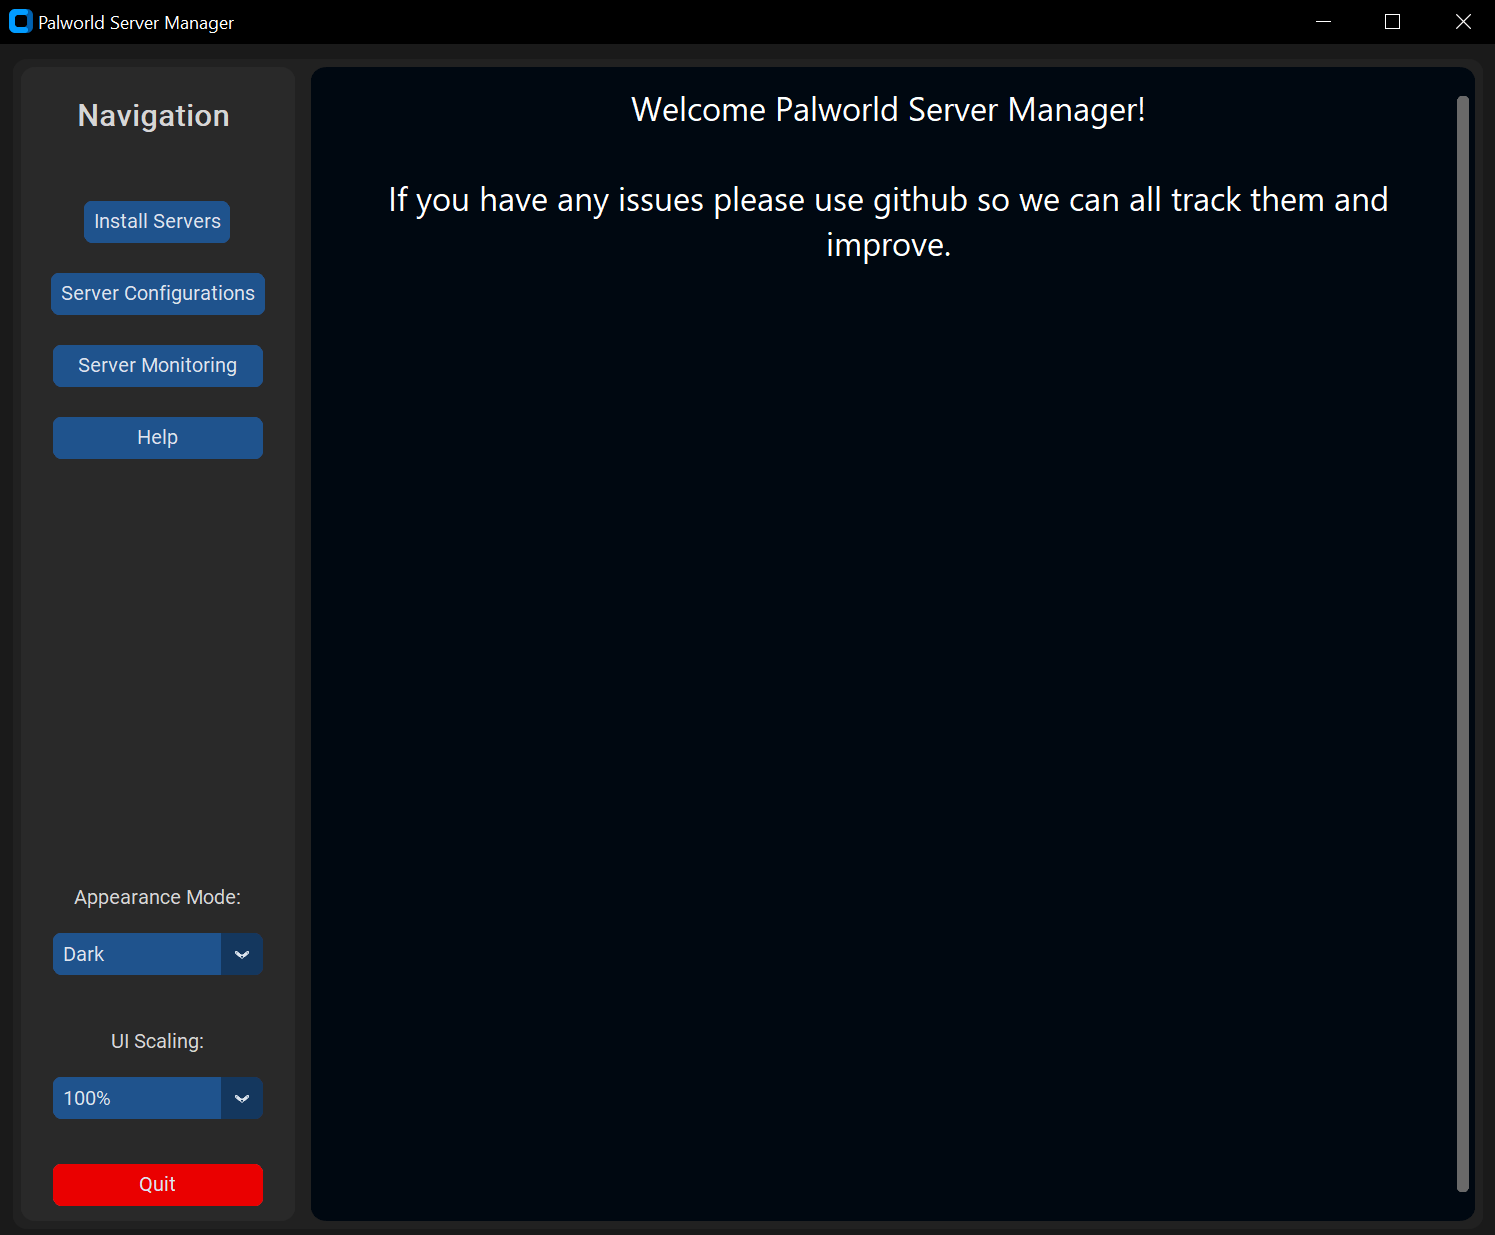 Palworld Server Manager
Navigation
Install Servers
Server Configurations
Server Monitoring
Help
Appearance Mode:
Dark
UI Scaling:
100%
Quit
Welcome Palworld Server Manager!
If you have any issues please use github so we can all track them and
improve.